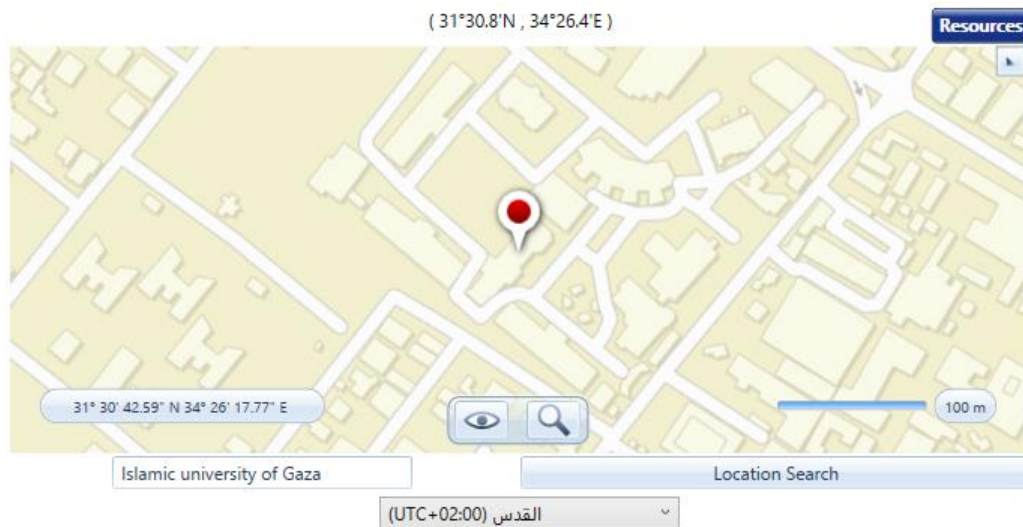 ( 31°30.8'N , 34°26.4'E )
Resources
31° 30' 42.59" N 34° 26' 17.77" E
100 m
Islamic university of Gaza
Location Search
القدس (UTC+02:00)